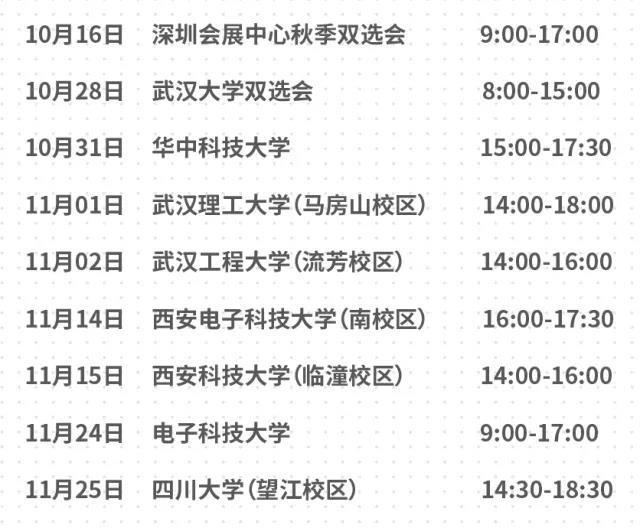 10月16日 深圳会展中心秋季双选会 9:00-17:00
10月28日 武汉大学双选会 8:00-15:00
10月31日 华中科技大学 15:00-17:30
11月01日 武汉理工大学(马房山校区) 14:00-18:00
11月02日 武汉工程大学(流芳校区) 14:00-16:00
11月14日 西安电子科技大学(南校区) 16:00-17:30
11月15日 西安科技大学(临潼校区) 14:00-16:00
11月24日 电子科技大学 9:00-17:00
11月25日 四川大学(望江校区) 14:30-18:30